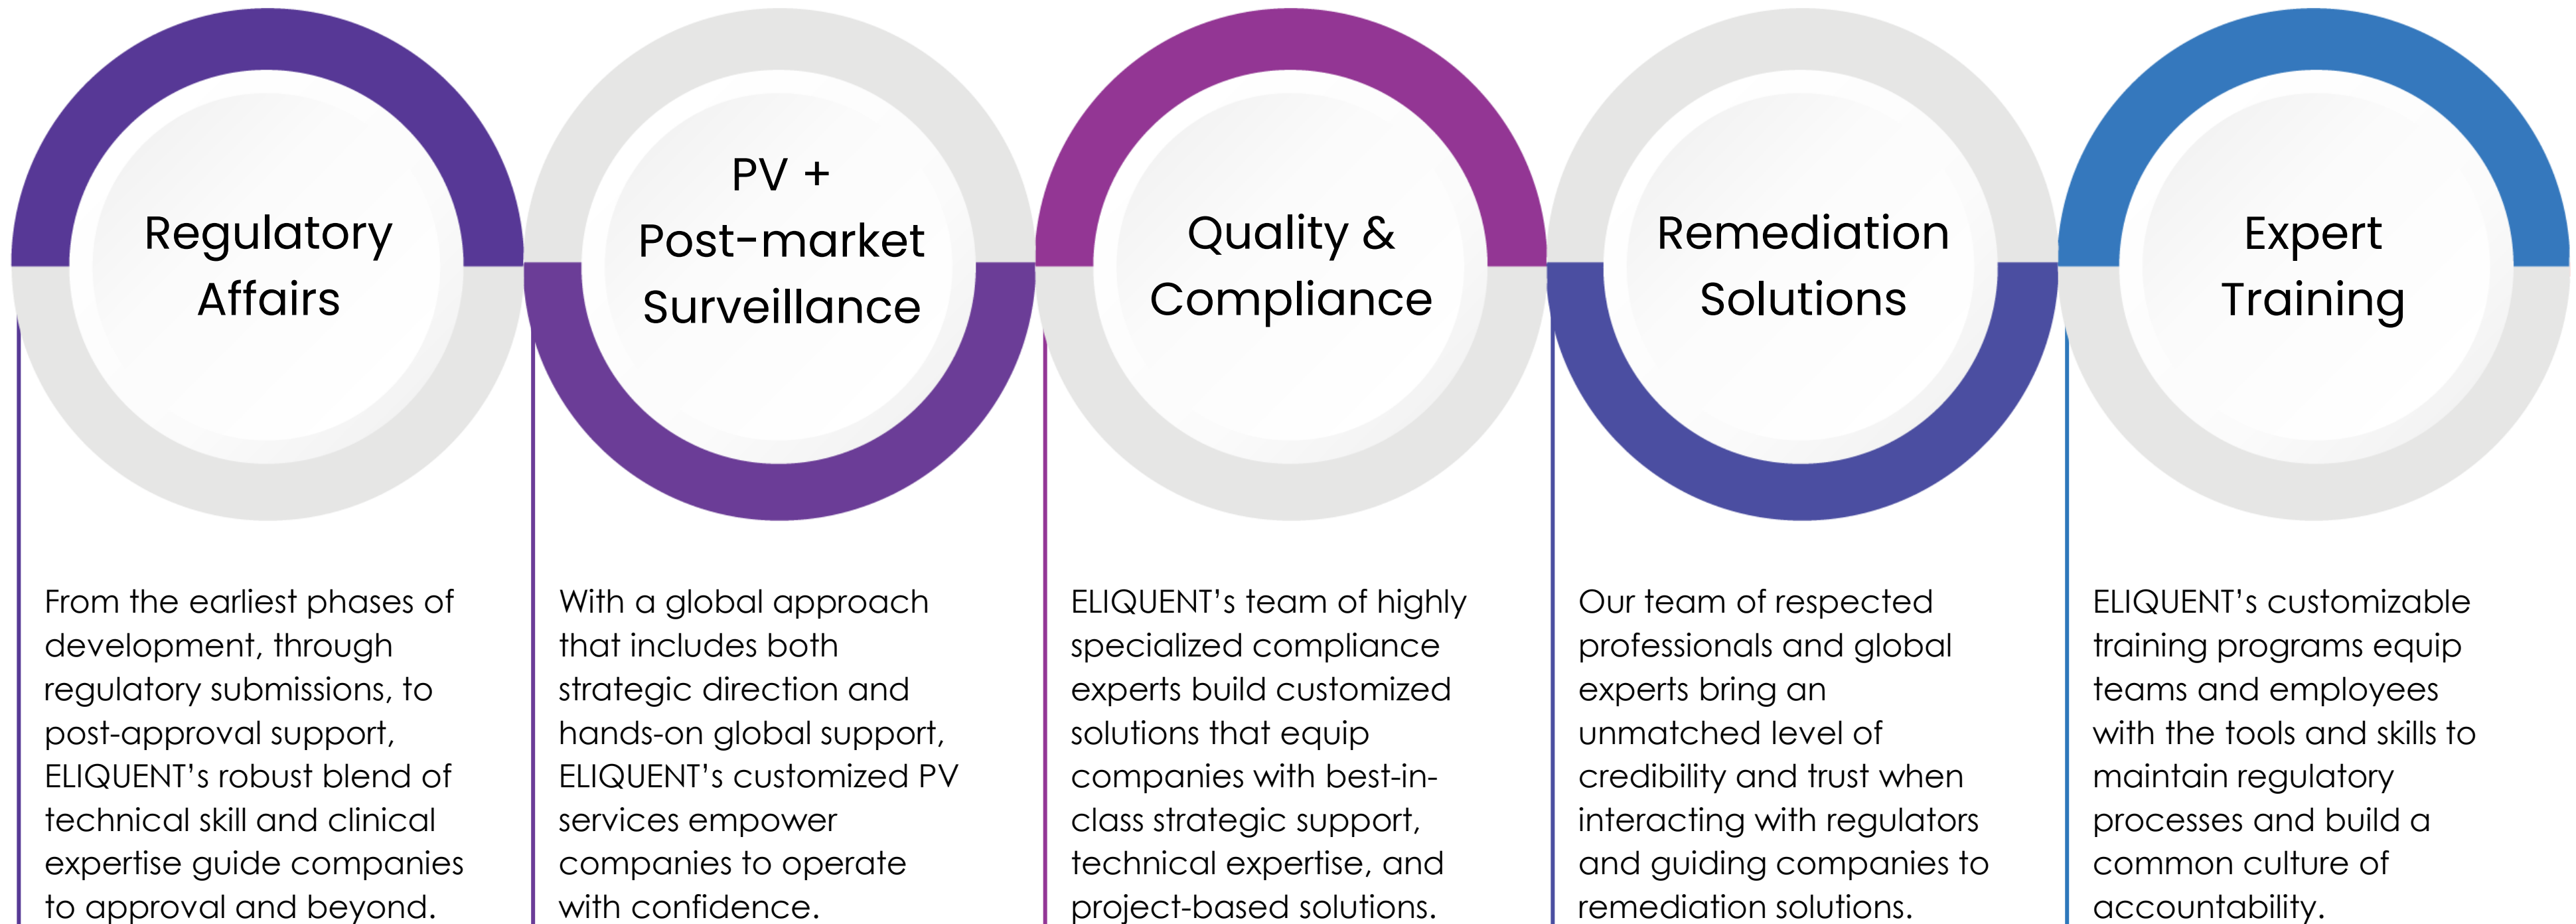 Regulatory
Affairs
PV +
Post-market
Surveillance
Quality &
Compliance
Remediation
Solutions
Expert
Training
From the earliest phases of
development, through
regulatory submissions, to
post-approval support,
ELIQUENT’s robust blend of
technical skill and clinical
expertise guide companies
to approval and beyond.
With a global approach
that includes both
strategic direction and
hands-on global support,
ELIQUENT’s customized PV
services empower
companies to operate
with confidence.
ELIQUENT’s team of highly
specialized compliance
experts build customized
solutions that equip
companies with best-in-
class strategic support,
technical expertise, and
project-based solutions.
Our team of respected
professionals and global
experts bring an
unmatched level of
credibility and trust when
interacting with regulators
and guiding companies to
remediation solutions.
ELIQUENT’s customizable
training programs equip
teams and employees
with the tools and skills to
maintain regulatory
processes and build a
common culture of
accountability.